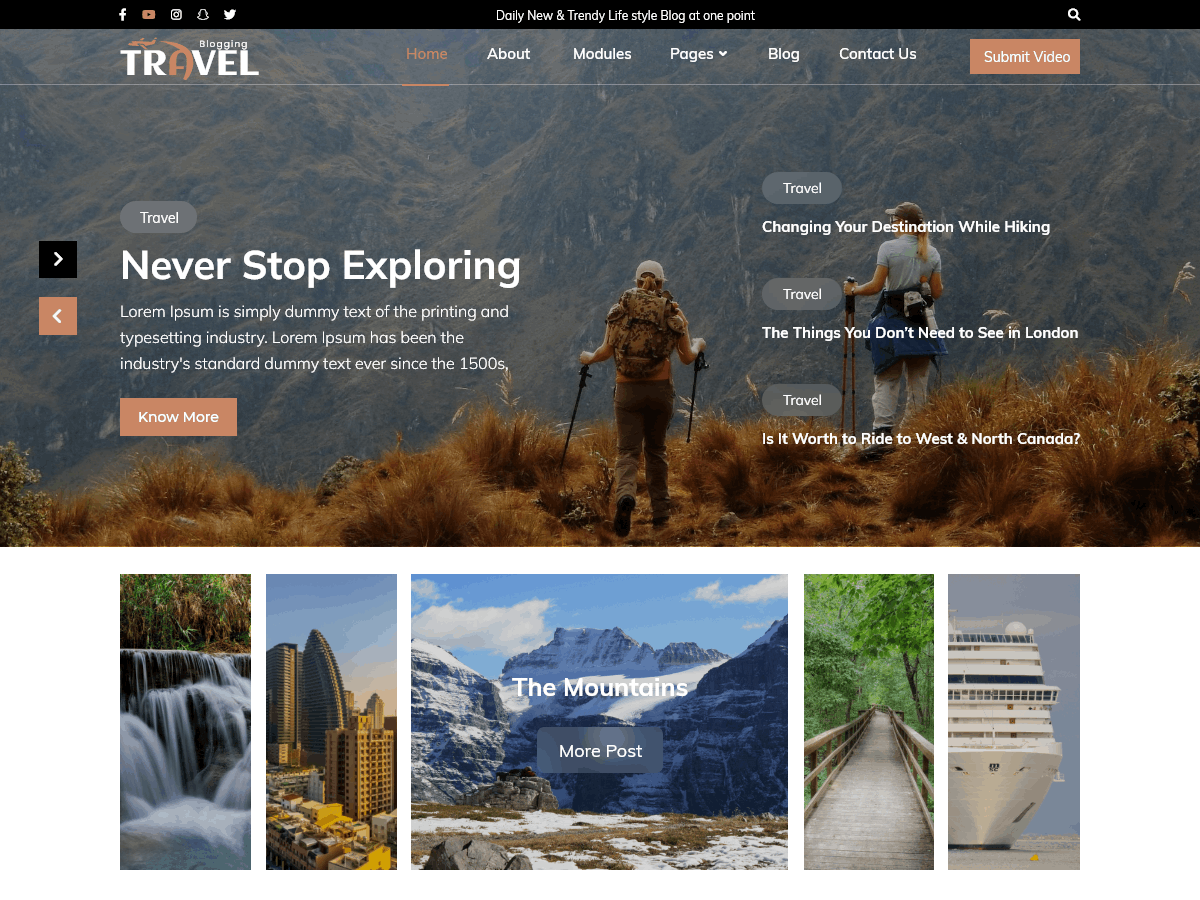 Daily New & Trendy Life style Blog at one point
Blogging
TRAVEL
Home
About
Modules
Pages
Blog
Contact Us
Submit Video
Travel
Never Stop Exploring
Lorem Ipsum is simply dummy text of the printing and
typesetting industry. Lorem Ipsum has been the
industry's standard dummy text ever since the 1500s,
Know More
Travel
Changing Your Destination While Hiking
Travel
The Things You Don't Need to See in London
Travel
Is It Worth to Ride to West & North Canada?
The Mountains
More Post